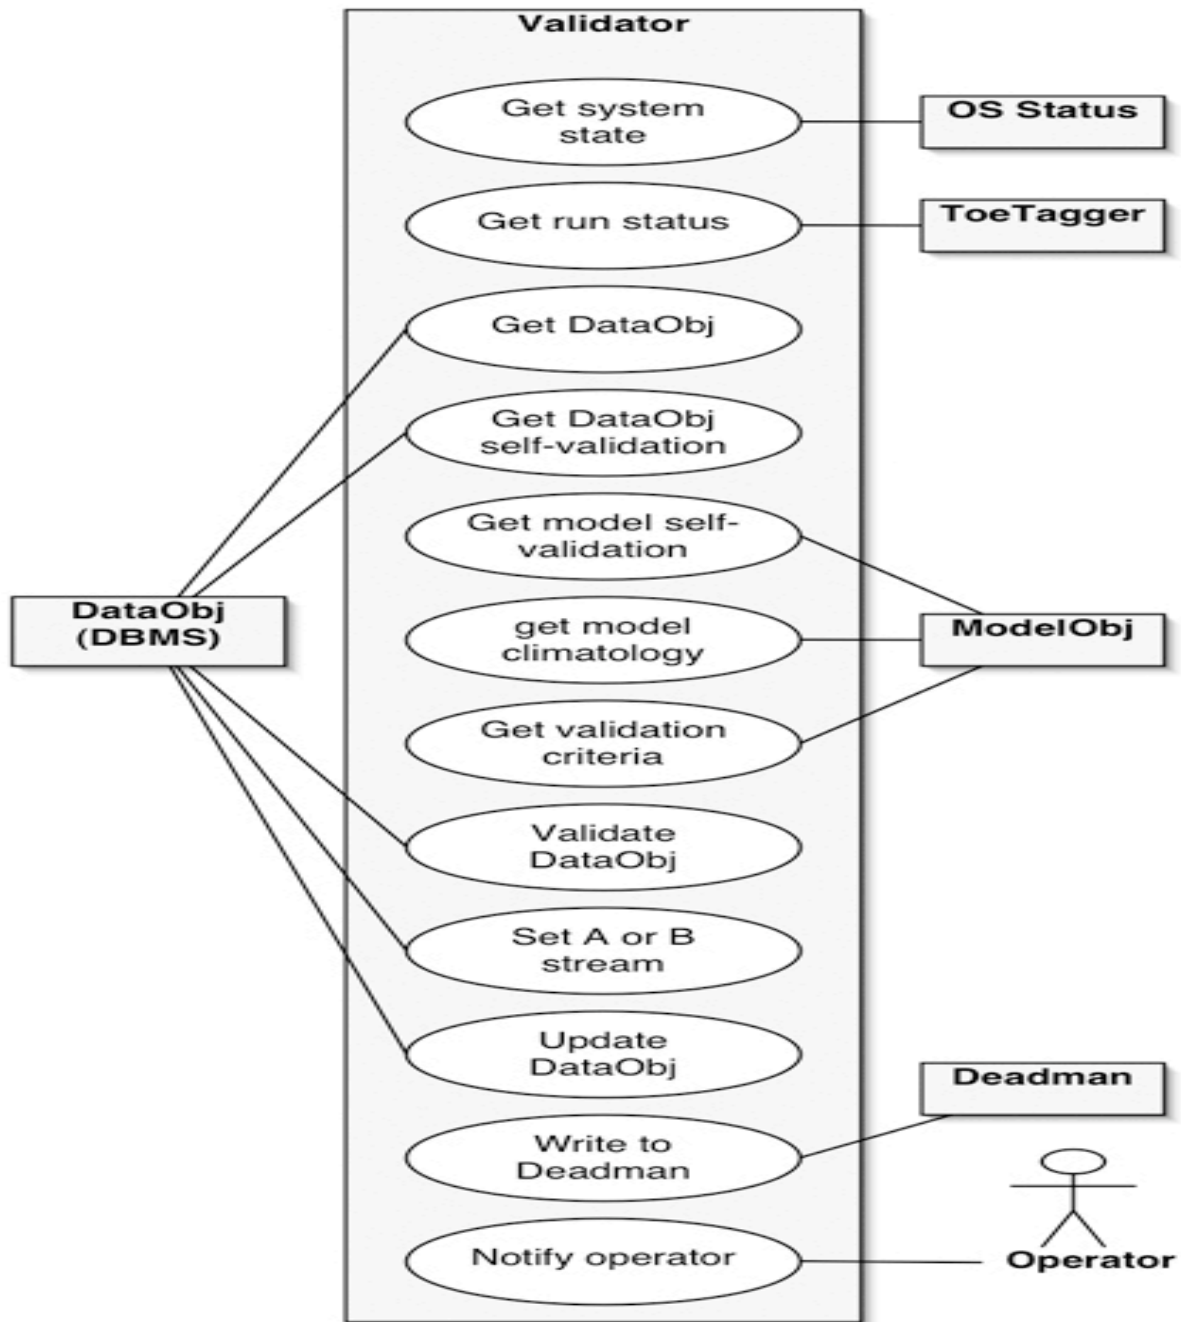 Validator
Get system
state
OS Status
Get run status
ToeTagger
Get DataObj
Get DataObj
self-validation
Get model self-
validation
DataObj
(DBMS)
get model
climatology
ModelObj
Get validation
criteria
Validate
DataObj
Set A or B
stream
Update
DataObj
Deadman
Write to
Deadman
Notify operator
Operator